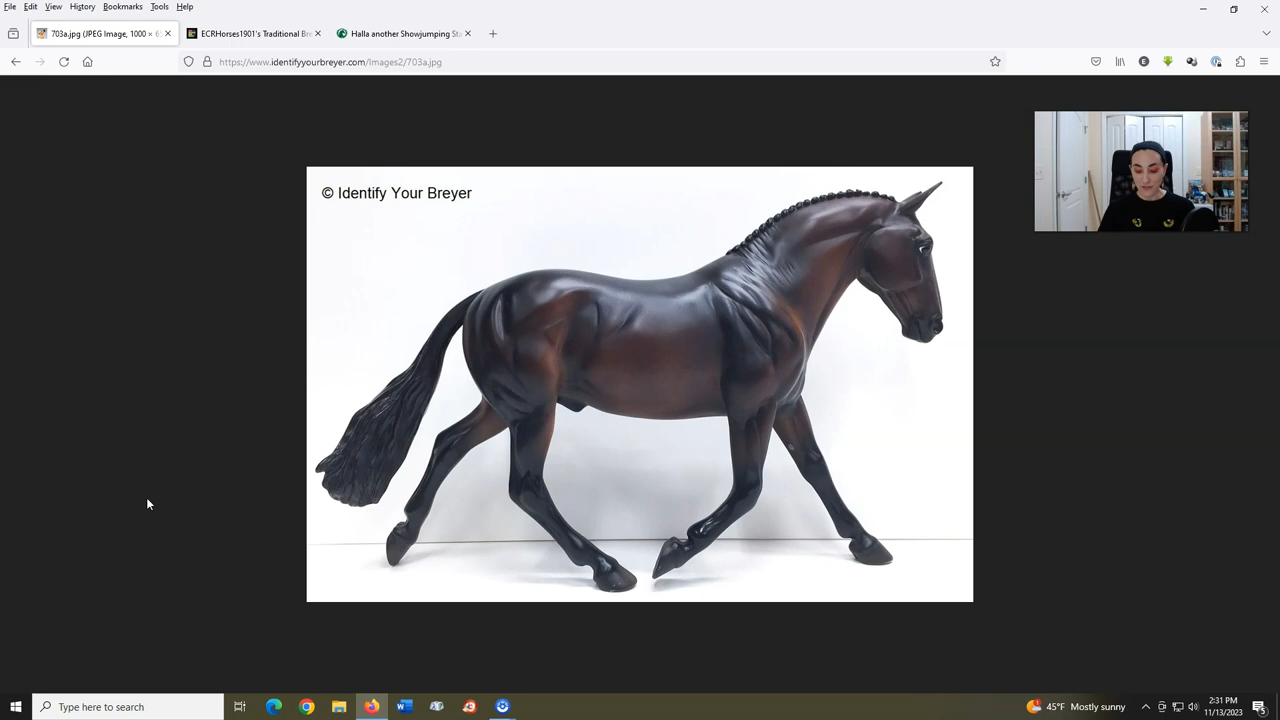 File Edit View History Bookmarks Tools Help
703a.jpg (JPEG Image, 1000 × 6
ECRHorses1901's Traditional Bre
Halla another Showjumping Sta
https://www.identifyyourbreyer.com/Images2/703a.jpg
© Identify Your Breyer
Type here to search
45°F Mostly sunny
2:31 PM
11/13/2023